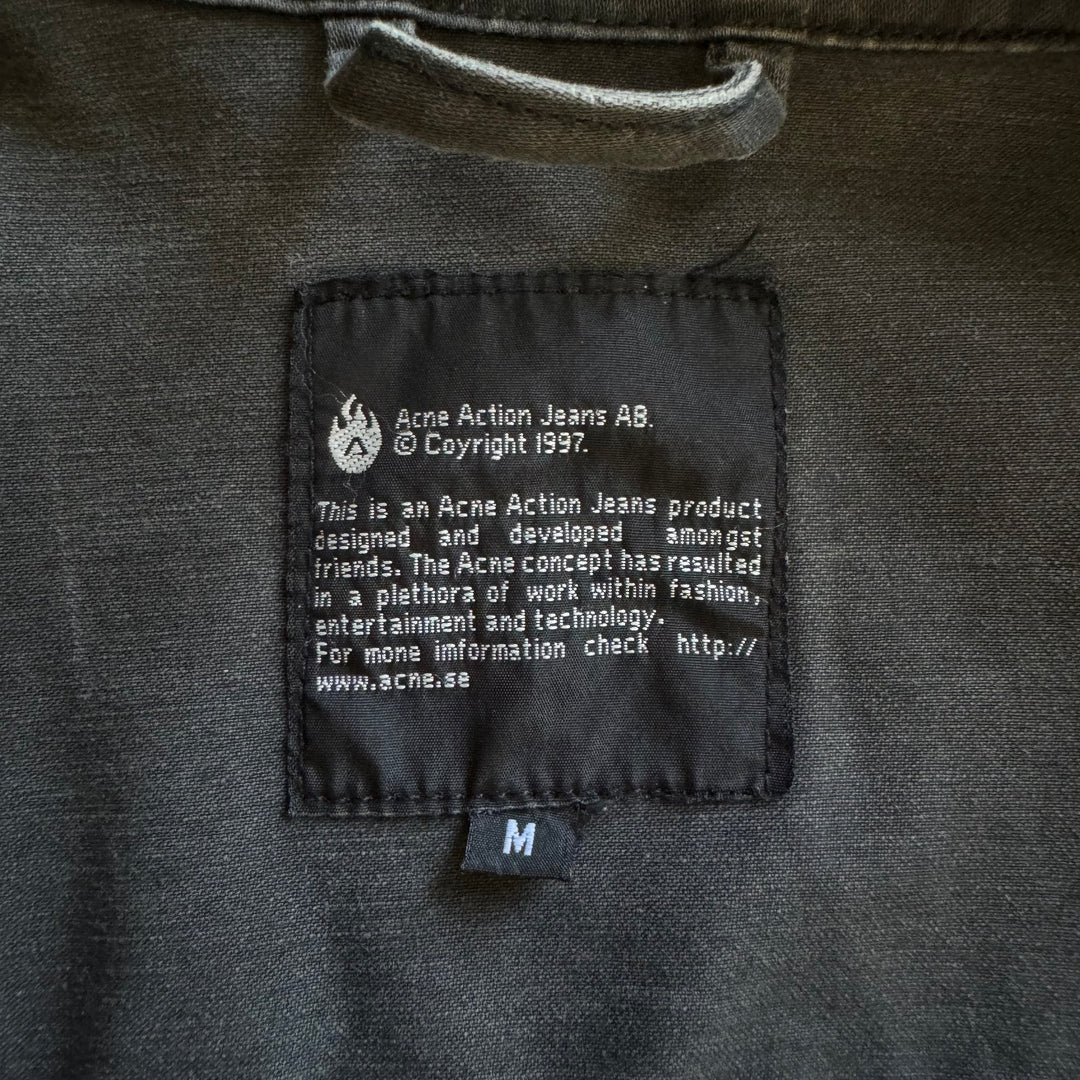 Acne Action Jeans AB.
© Coyright 1997.
This is an Acne Action Jeans product
designed and developed amongst
friends. The Acne concept has resulted
in a plethora of work within fashion,
entertainment and technology.
For mone imformation check http://
www.acne.se
M